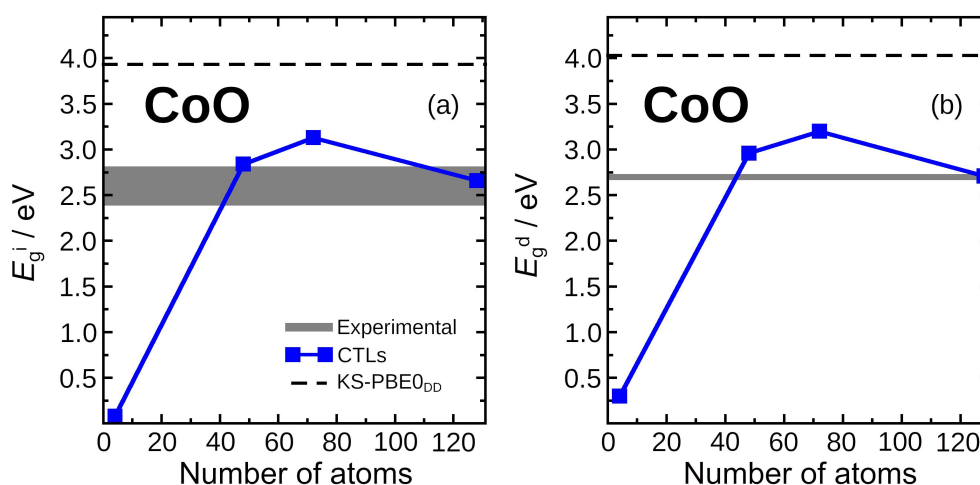 4.0
3.5
3.0
2.5
2.0
1.5
1.0
0.5
E_g^i / eV
CoO
(a)
Experimental
CTLs
KS-PBE0_DD
0 20 40 60 80 100 120
Number of atoms
4.0
3.5
3.0
2.5
2.0
1.5
1.0
0.5
E_g^d / eV
CoO
(b)
0 20 40 60 80 100 120
Number of atoms